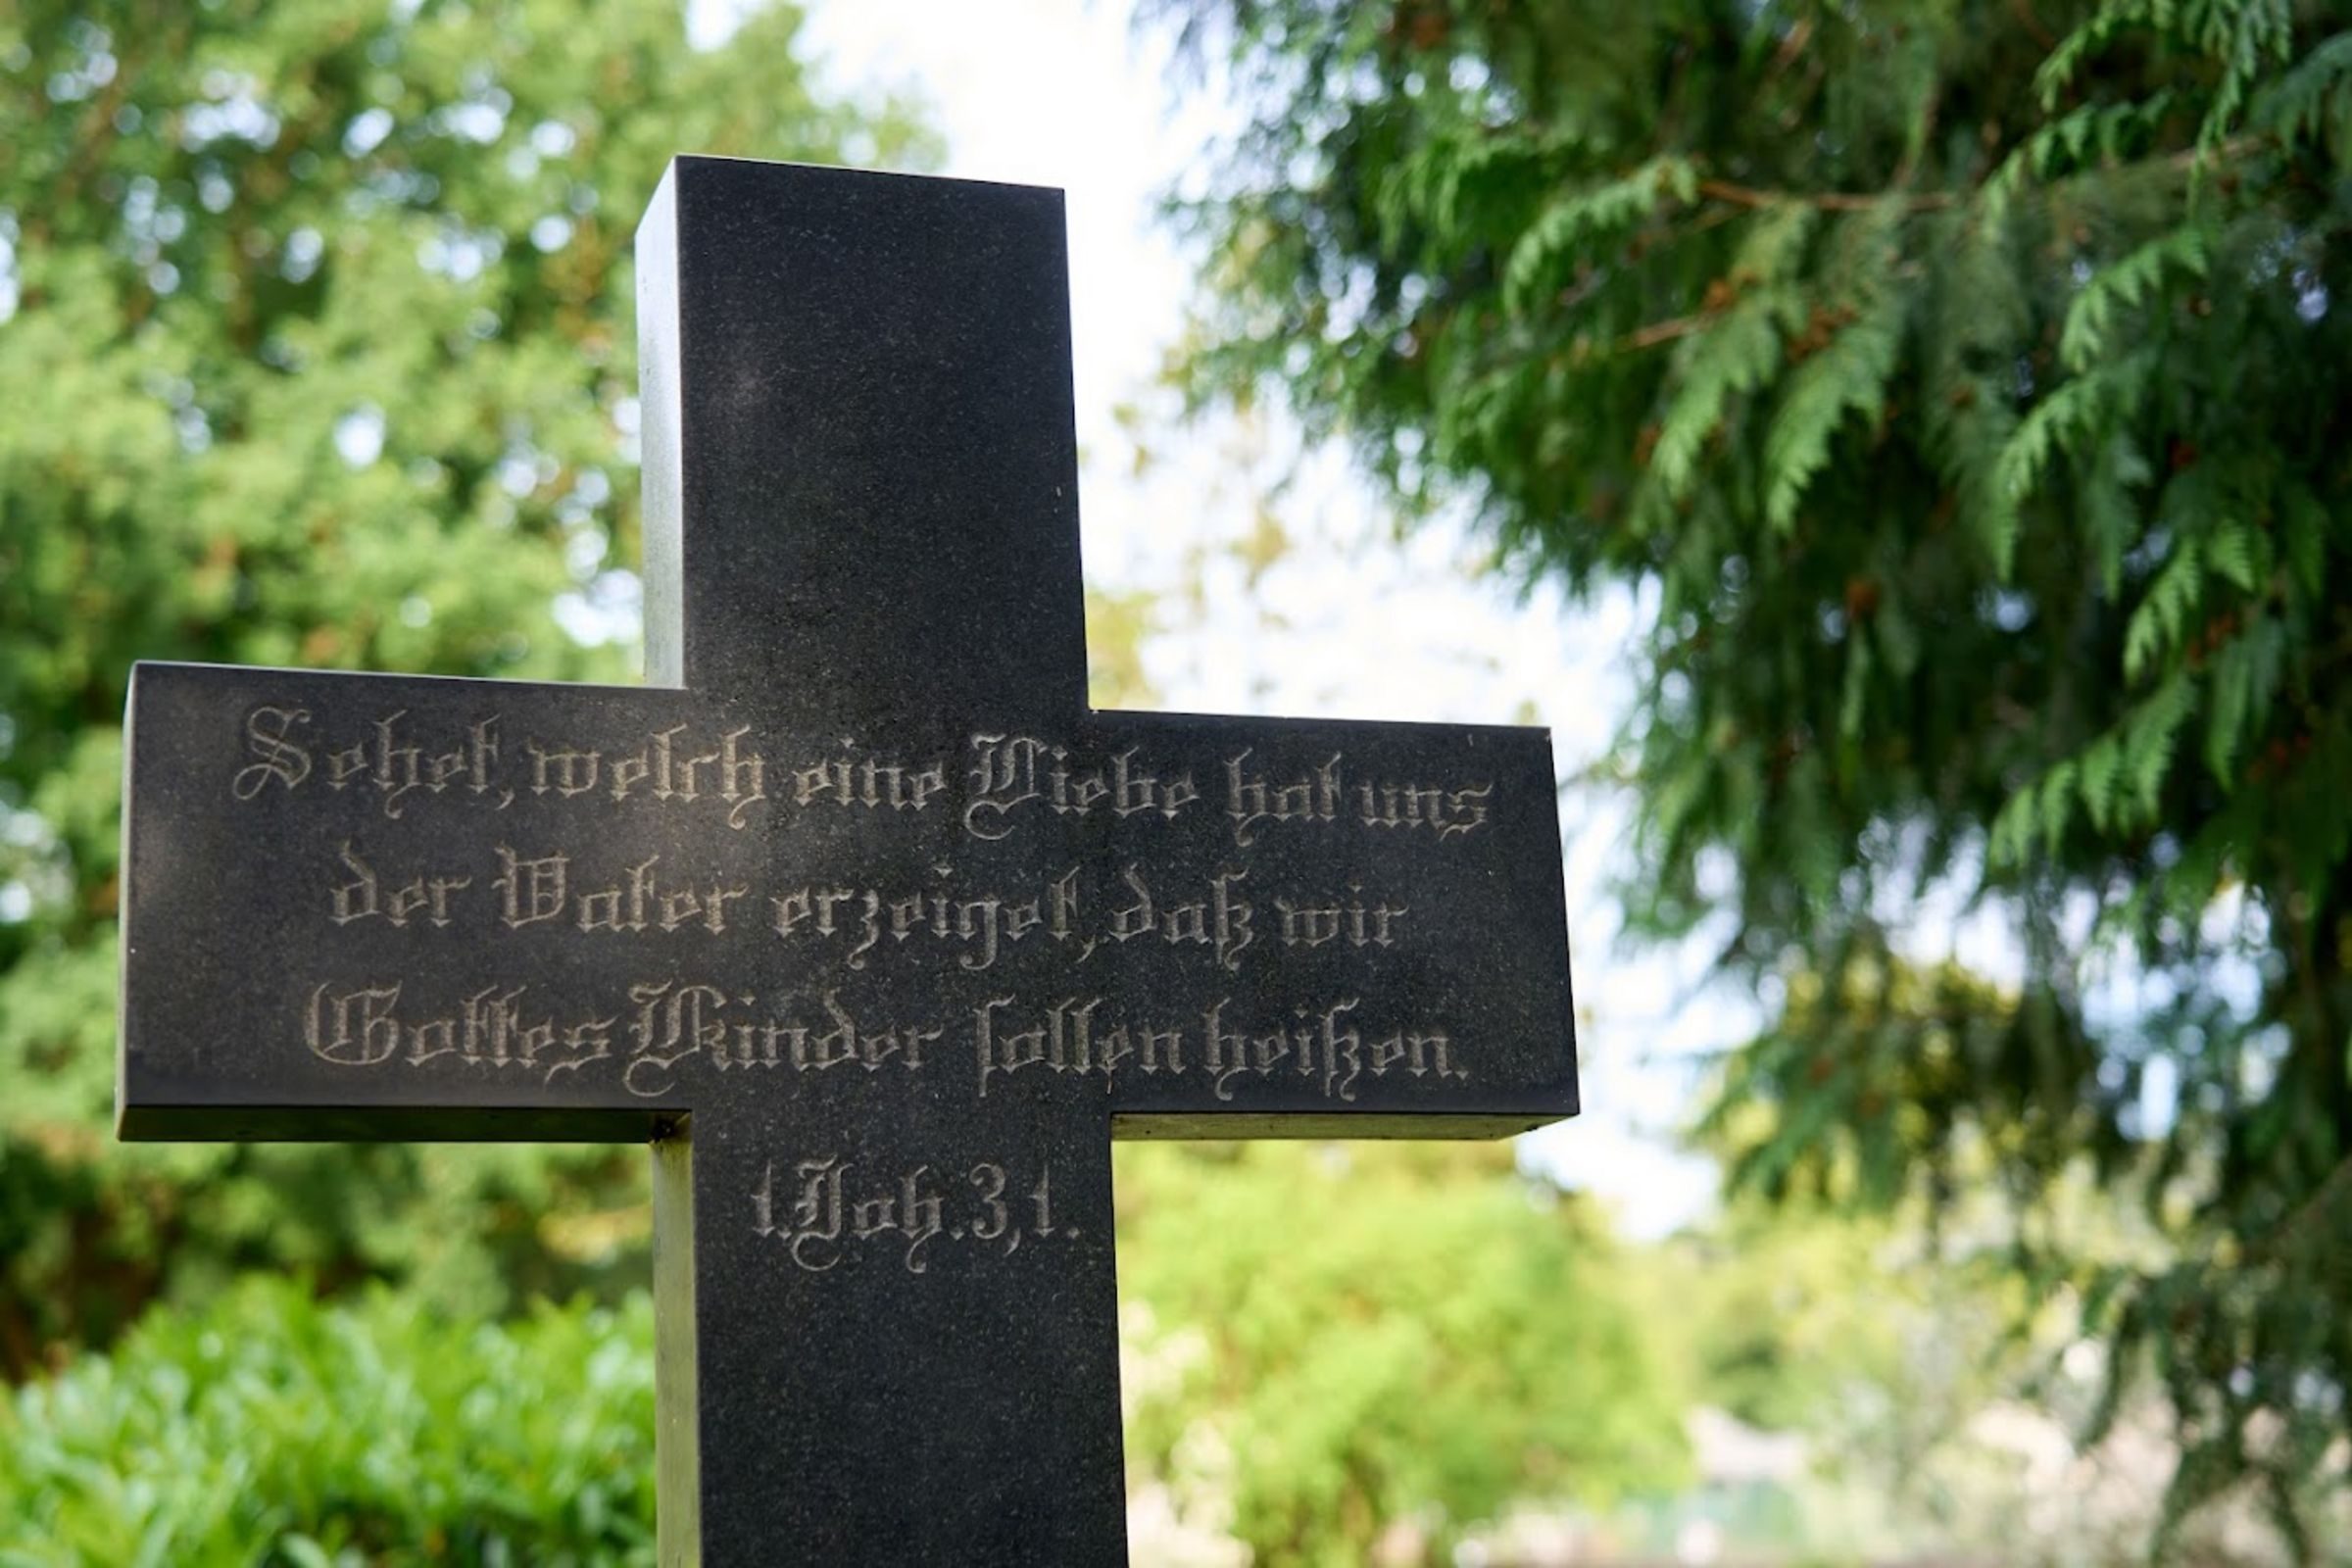 Sehet, welch eine Liebe hat uns
der Vater erzeiget, daß wir
Gottes Kinder sollen heißen.
1. Joh. 3, 1.